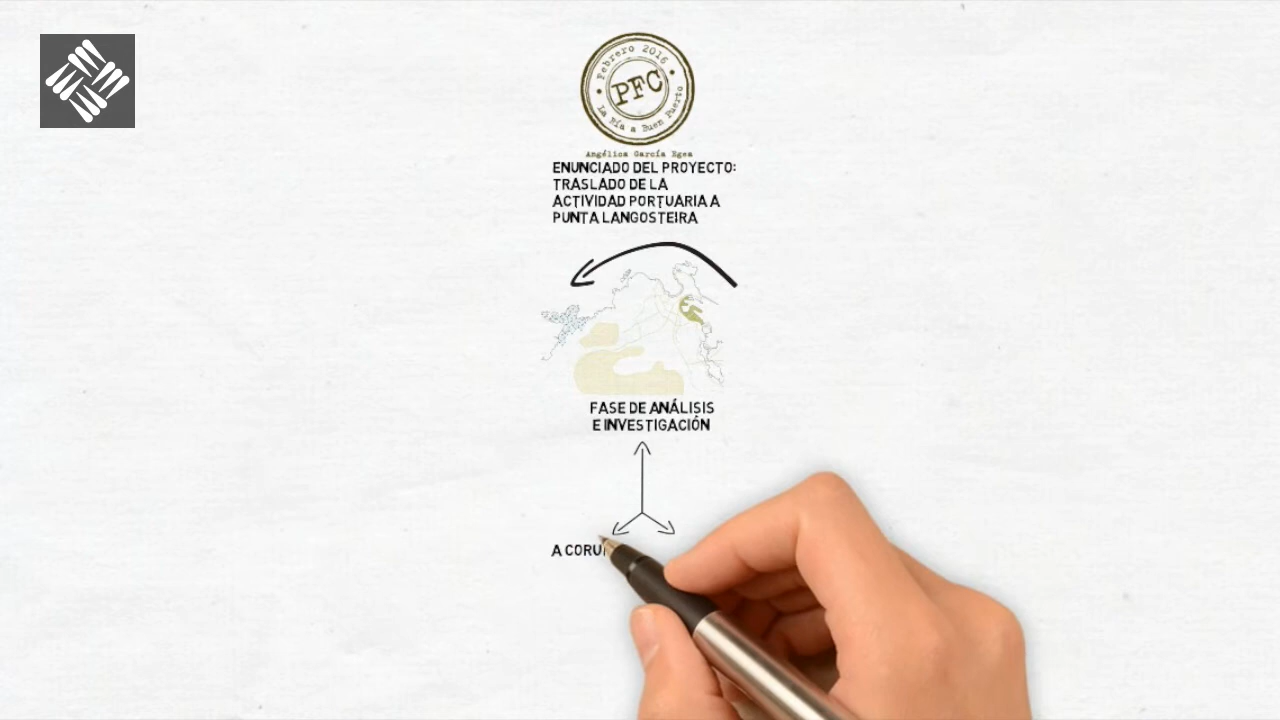 Febrero 2016
PFC
La Ría a Buen Puerto
Angélica García Egea
ENUNCIADO DEL PROYECTO:
TRASLADO DE LA
ACTIVIDAD PORTUARIA A
PUNTA LANGOSTEIRA
FASE DE ANÁLISIS
E INVESTIGACIÓN
A CORU